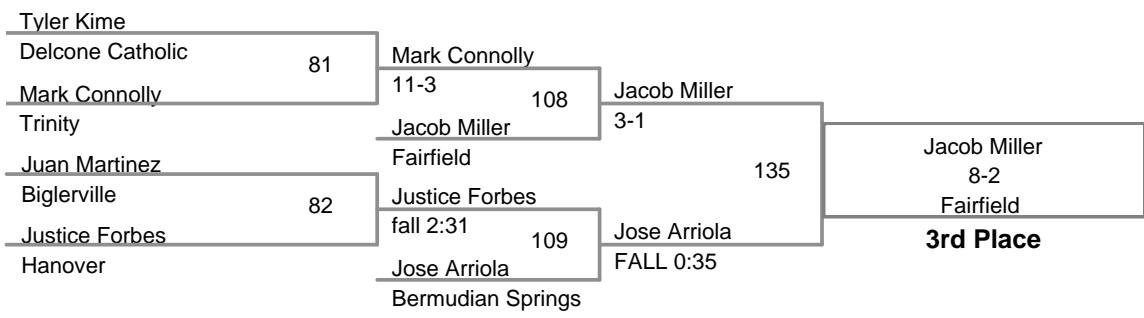 Tyler Kime
Delcone Catholic
81
Mark Connolly
Trinity
Juan Martinez
Biglerville
82
Justice Forbes
Hanover
Mark Connolly
11-3
108
Jacob Miller
Fairfield
Justice Forbes
fall 2:31
109
Jose Arriola
Bermudian Springs
Jacob Miller
3-1
135
Jose Arriola
FALL 0:35
Jacob Miller
8-2
Fairfield
3rd Place